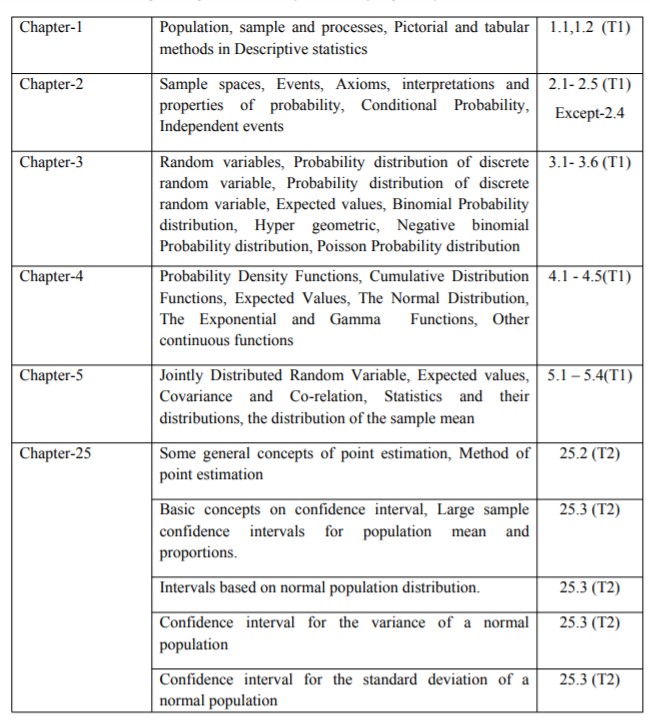 Chapter-1
Population, sample and processes, Pictorial and tabular
methods in Descriptive statistics
1.1,1.2 (T1)
Chapter-2
Sample spaces, Events, Axioms, interpretations and
properties of probability, Conditional Probability,
Independent events
2.1- 2.5 (T1)
Except-2.4
Chapter-3
Random variables, Probability distribution of discrete
random variable, Probability distribution of discrete
random variable, Expected values, Binomial Probability
distribution, Hyper geometric, Negative binomial
Probability distribution, Poisson Probability distribution
3.1- 3.6 (T1)
Chapter-4
Probability Density Functions, Cumulative Distribution
Functions, Expected Values, The Normal Distribution,
The Exponential and Gamma Functions, Other
continuous functions
4.1 - 4.5(T1)
Chapter-5
Jointly Distributed Random Variable, Expected values,
Covariance and Co-relation, Statistics and their
distributions, the distribution of the sample mean
5.1 – 5.4(T1)
Chapter-25
Some general concepts of point estimation, Method of
point estimation
25.2 (T2)
Basic concepts on confidence interval, Large sample
confidence intervals for population mean and
proportions.
25.3 (T2)
Intervals based on normal population distribution.
25.3 (T2)
Confidence interval for the variance of a normal
population
25.3 (T2)
Confidence interval for the standard deviation of a
normal population
25.3 (T2)